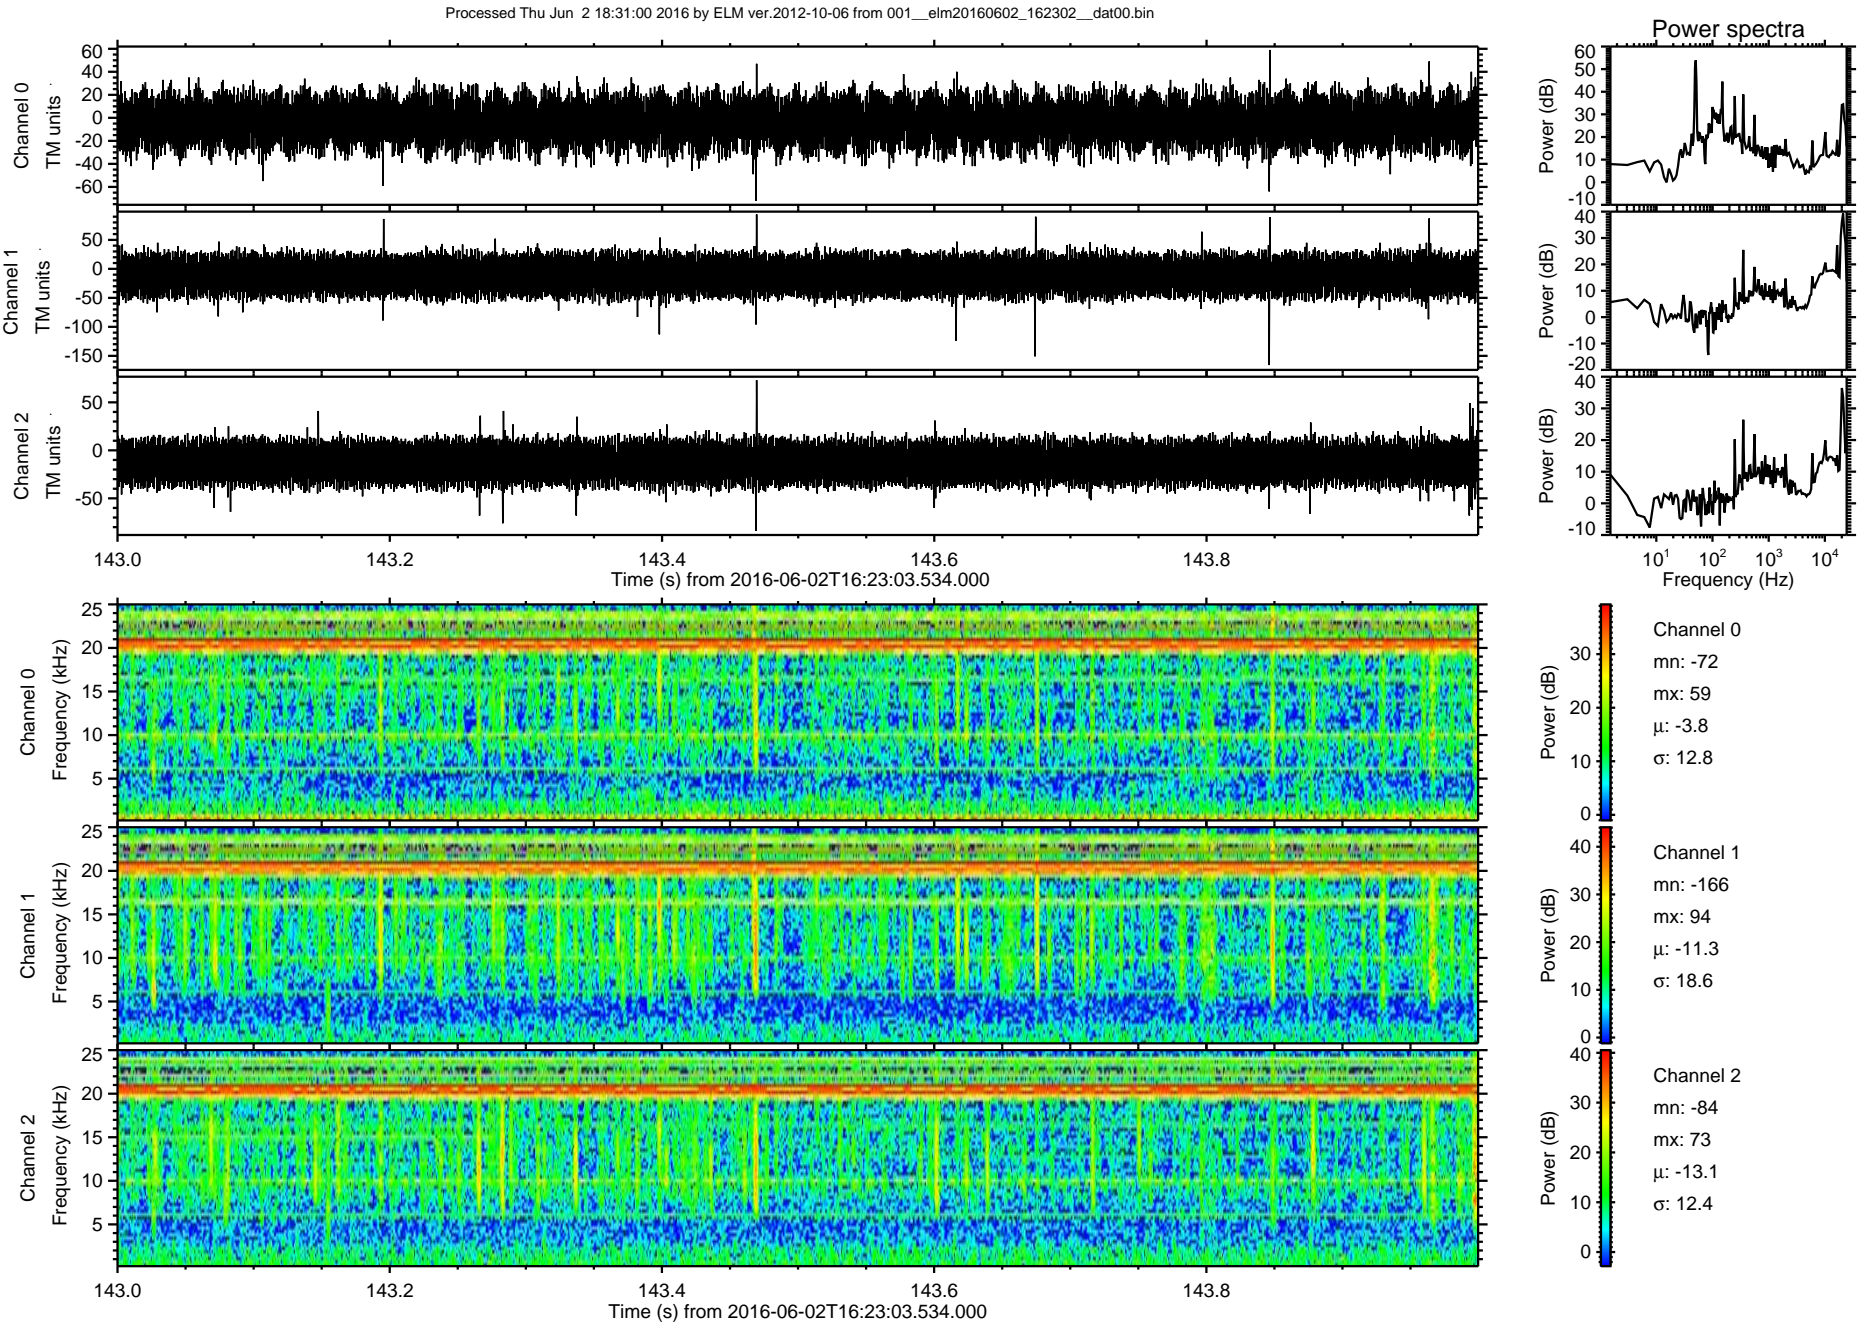 Processed Thu Jun  2 18:31:00 2016 by ELM ver.2012-10-06 from 001__elm20160602_162302__dat00.bin
Power spectra
Channel 0
TM units
60
40
20
0
-20
-40
-60
Power (dB)
60
50
40
30
20
10
0
-10
Channel 1
TM units
50
0
-50
-100
-150
Power (dB)
40
30
20
10
0
-10
-20
Channel 2
TM units
50
0
-50
Power (dB)
40
30
20
10
0
-10
143.0 143.2 143.4 143.6 143.8
Time (s) from 2016-06-02T16:23:03.534.000
10^1 10^2 10^3 10^4
Frequency (Hz)
Channel 0
Frequency (kHz)
25
20
15
10
5
Power (dB)
30
20
10
0
Channel 0
mn: -72
mx: 59
μ: -3.8
σ: 12.8
Channel 1
Frequency (kHz)
25
20
15
10
5
Power (dB)
40
30
20
10
0
Channel 1
mn: -166
mx: 94
μ: -11.3
σ: 18.6
Channel 2
Frequency (kHz)
25
20
15
10
5
Power (dB)
40
30
20
10
0
Channel 2
mn: -84
mx: 73
μ: -13.1
σ: 12.4
143.0 143.2 143.4 143.6 143.8
Time (s) from 2016-06-02T16:23:03.534.000